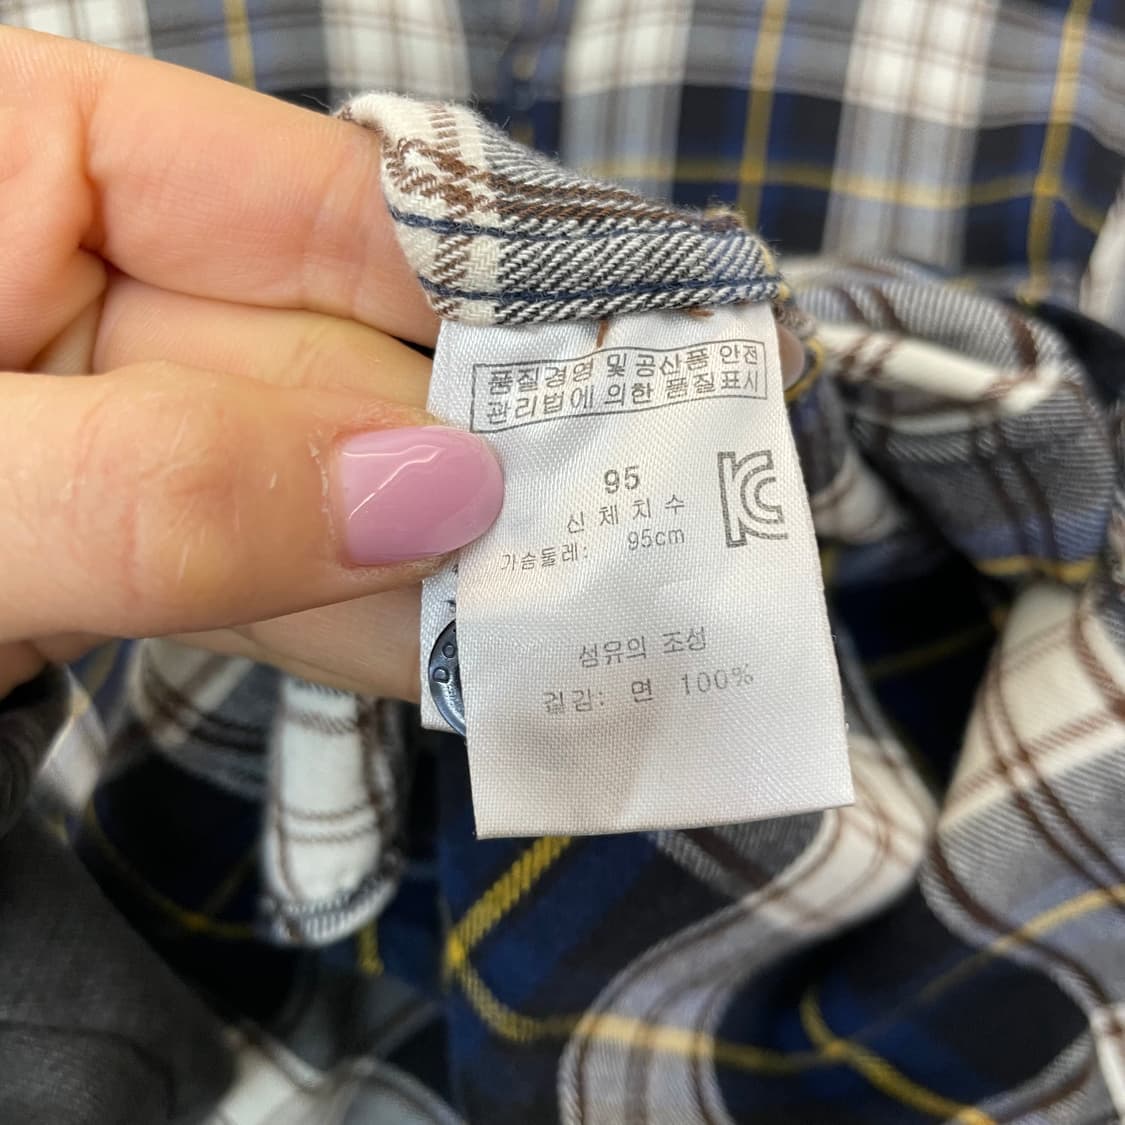 품질경영 및 공산품 안전
관리법에 의한 품질표시
95
신체치수
가슴둘레: 95cm
섬유의 조성
겉감: 면 100%